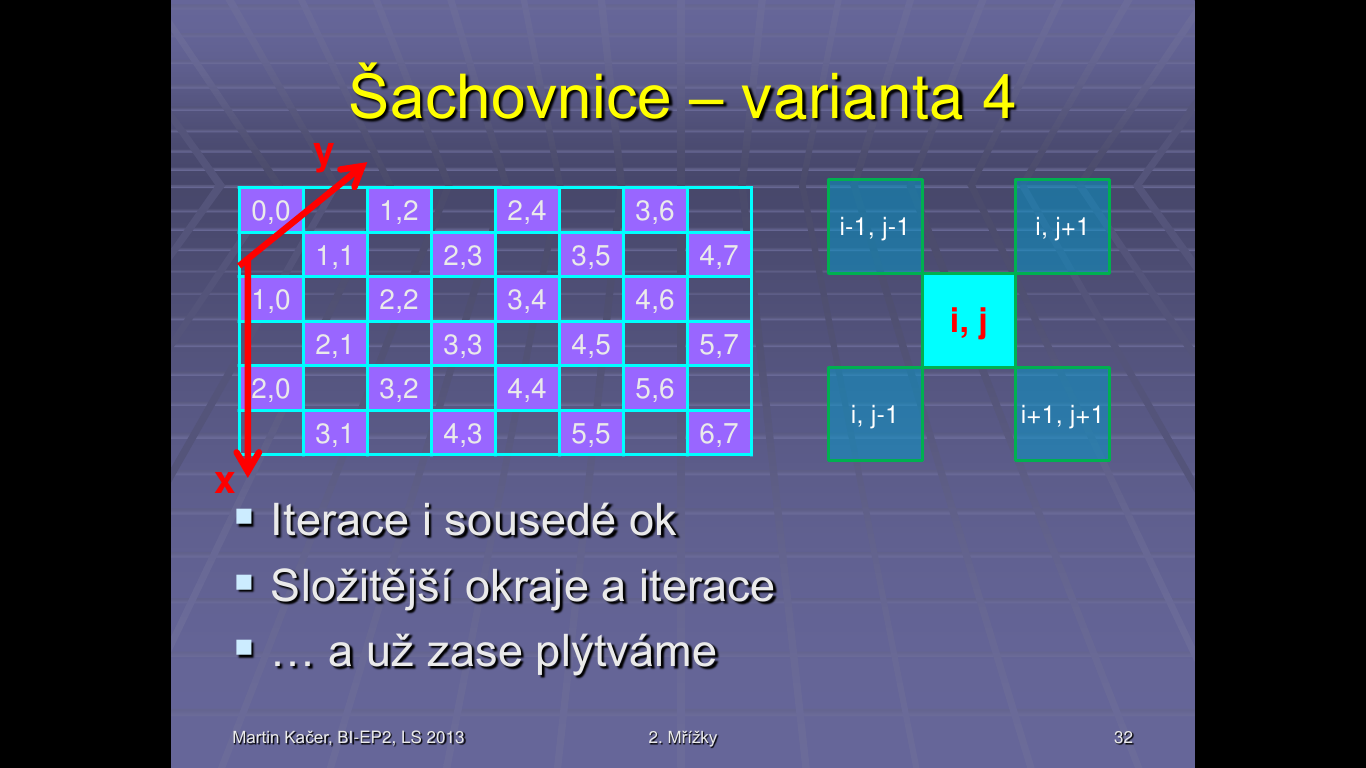 Šachovnice – varianta 4
y
0,0 1,2 2,4 3,6
1,1 2,3 3,5 4,7
1,0 2,2 3,4 4,6
2,1 3,3 4,5 5,7
2,0 3,2 4,4 5,6
3,1 4,3 5,5 6,7
x
i-1, j-1 i, j+1
i, j
i, j-1 i+1, j+1
Iterace i sousedé ok
Složitější okraje a iterace
… a už zase plýtváme
Martin Kačer, BI-EP2, LS 2013 2. Mřížky 32